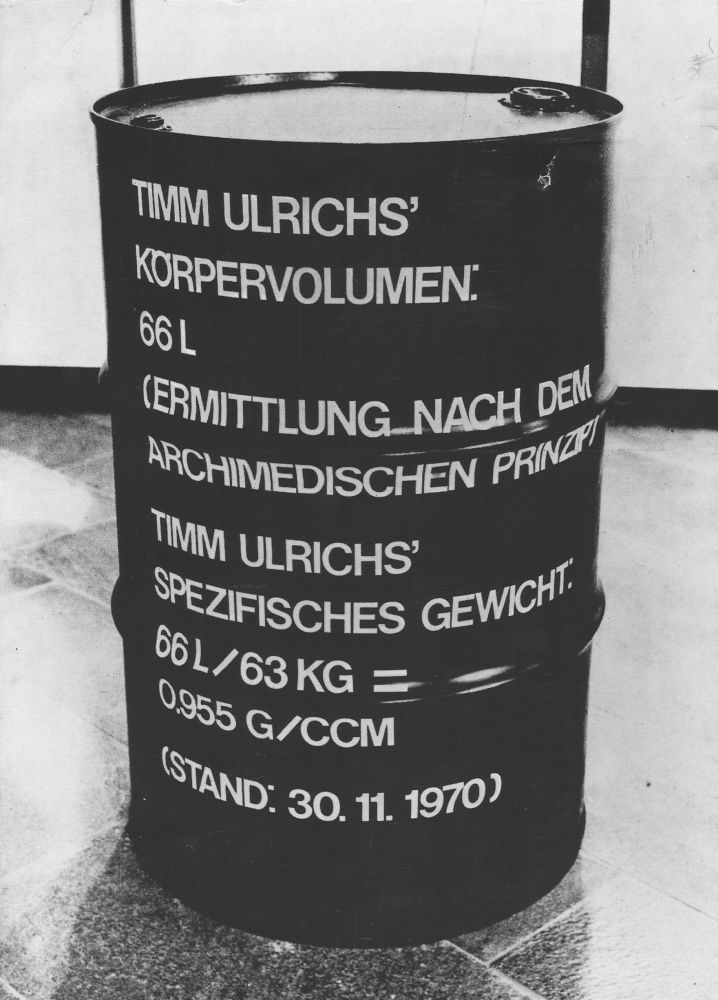 TIMM ULRICHS'
KÖRPERVOLUMEN:
66 L
(ERMITTLUNG NACH DEM
ARCHIMEDISCHEN PRINZIP)
TIMM ULRICHS'
SPEZIFISCHES GEWICHT:
66 L/63 KG =
0.955 G/CCM
(STAND: 30. 11. 1970)